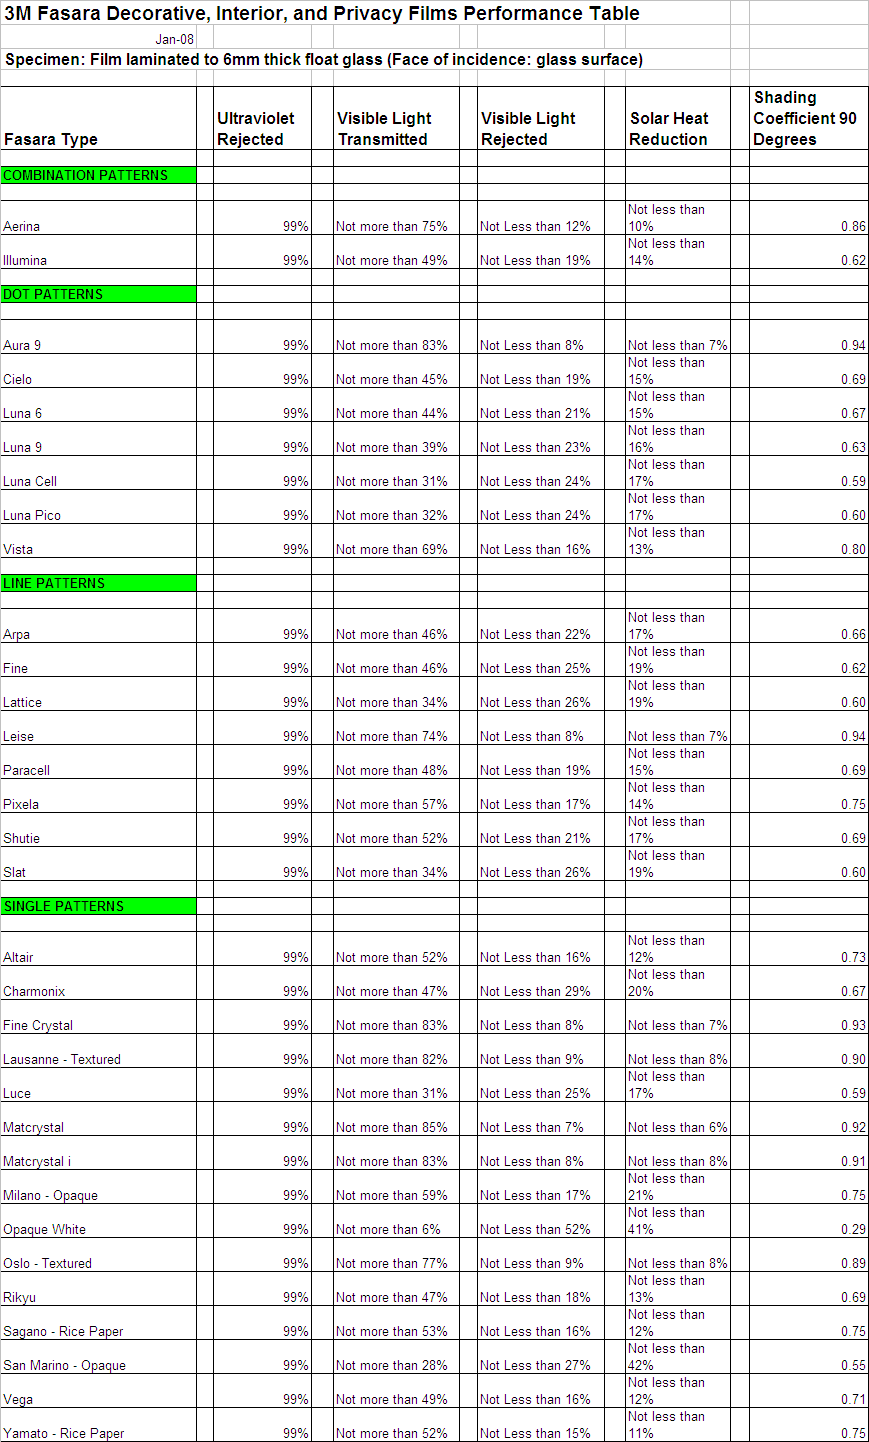 3M Fasara Decorative, Interior, and Privacy Films Performance Table
Jan-08
Specimen: Film laminated to 6mm thick float glass (Face of incidence: glass surface)
Fasara Type Ultraviolet Rejected Visible Light Transmitted Visible Light Rejected Solar Heat Reduction Shading Coefficient 90 Degrees
COMBINATION PATTERNS
Aerina 99% Not more than 75% Not Less than 12% Not less than 10% 0.86
Illumina 99% Not more than 49% Not Less than 19% Not less than 14% 0.62
DOT PATTERNS
Aura 9 99% Not more than 83% Not Less than 8% Not less than 7% 0.94
Cielo 99% Not more than 45% Not Less than 19% Not less than 15% 0.69
Luna 6 99% Not more than 44% Not Less than 21% Not less than 15% 0.67
Luna 9 99% Not more than 39% Not Less than 23% Not less than 16% 0.63
Luna Cell 99% Not more than 31% Not Less than 24% Not less than 17% 0.59
Luna Pico 99% Not more than 32% Not Less than 24% Not less than 17% 0.60
Vista 99% Not more than 69% Not Less than 16% Not less than 13% 0.80
LINE PATTERNS
Arpa 99% Not more than 46% Not Less than 22% Not less than 17% 0.66
Fine 99% Not more than 46% Not Less than 25% Not less than 19% 0.62
Lattice 99% Not more than 34% Not Less than 26% Not less than 19% 0.60
Leise 99% Not more than 74% Not Less than 8% Not less than 7% 0.94
Paracell 99% Not more than 48% Not Less than 19% Not less than 15% 0.69
Pixela 99% Not more than 57% Not Less than 17% Not less than 14% 0.75
Shutie 99% Not more than 52% Not Less than 21% Not less than 17% 0.69
Slat 99% Not more than 34% Not Less than 26% Not less than 19% 0.60
SINGLE PATTERNS
Altair 99% Not more than 52% Not Less than 16% Not less than 12% 0.73
Charmonix 99% Not more than 47% Not Less than 29% Not less than 20% 0.67
Fine Crystal 99% Not more than 83% Not Less than 8% Not less than 7% 0.93
Lausanne - Textured 99% Not more than 82% Not Less than 9% Not less than 8% 0.90
Luce 99% Not more than 31% Not Less than 25% Not less than 17% 0.59
Matcrystal 99% Not more than 85% Not Less than 7% Not less than 6% 0.92
Matcrystal i 99% Not more than 83% Not Less than 8% Not less than 8% 0.91
Milano - Opaque 99% Not more than 59% Not Less than 17% Not less than 21% 0.75
Opaque White 99% Not more than 6% Not Less than 52% Not less than 41% 0.29
Oslo - Textured 99% Not more than 77% Not Less than 9% Not less than 8% 0.89
Rikyu 99% Not more than 47% Not Less than 18% Not less than 13% 0.69
Sagano - Rice Paper 99% Not more than 53% Not Less than 16% Not less than 12% 0.75
San Marino - Opaque 99% Not more than 28% Not Less than 27% Not less than 42% 0.55
Vega 99% Not more than 49% Not Less than 16% Not less than 12% 0.71
Yamato - Rice Paper 99% Not more than 52% Not Less than 15% Not less than 11% 0.75